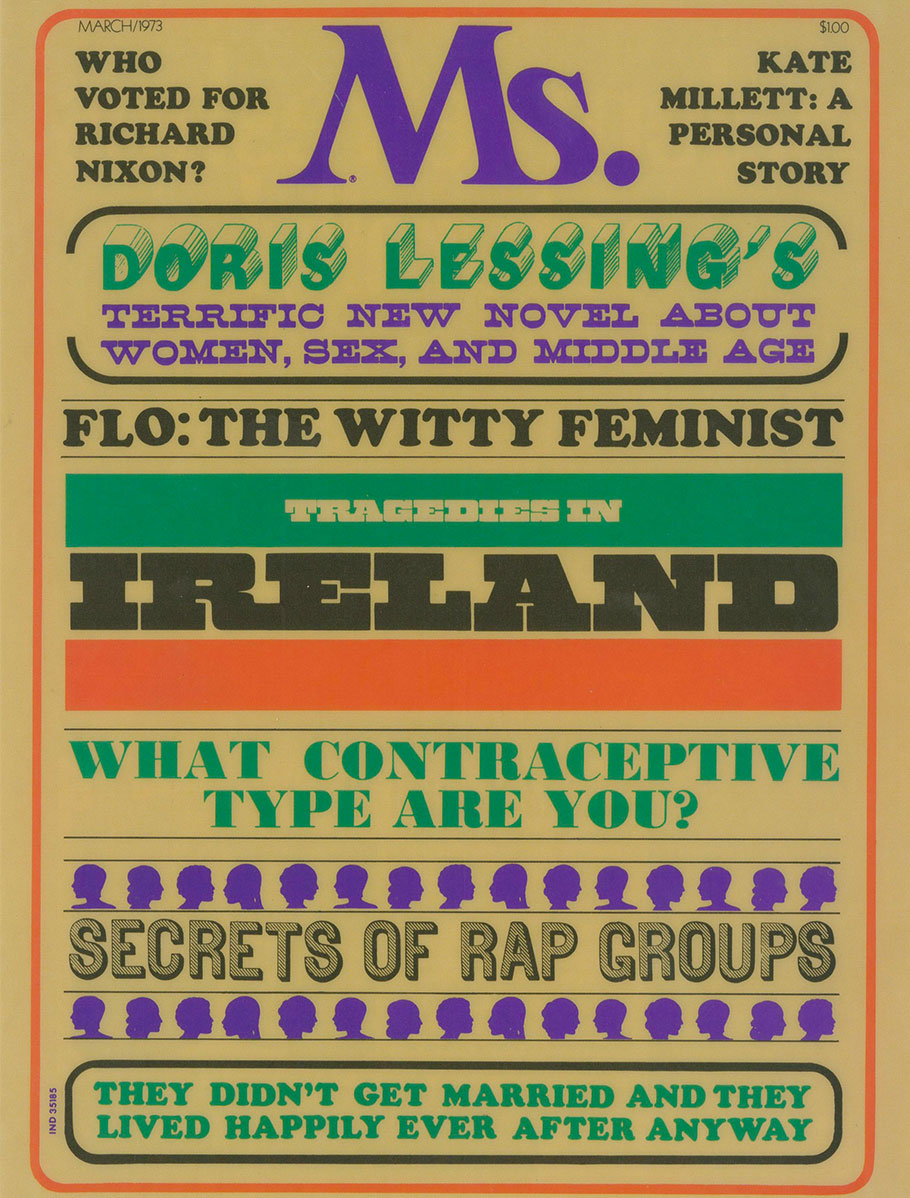 MARCH/1973
$1.00
WHO
VOTED FOR
RICHARD
NIXON?
Ms.®
KATE
MILLETT: A
PERSONAL
STORY
DORIS LESSING'S
TERRIFIC NEW NOVEL ABOUT
WOMEN, SEX, AND MIDDLE AGE
FLO: THE WITTY FEMINIST
TRAGEDIES IN
IRELAND
WHAT CONTRACEPTIVE
TYPE ARE YOU?
SECRETS OF RAP GROUPS
THEY DIDN'T GET MARRIED AND THEY
LIVED HAPPILY EVER AFTER ANYWAY
IND 35185